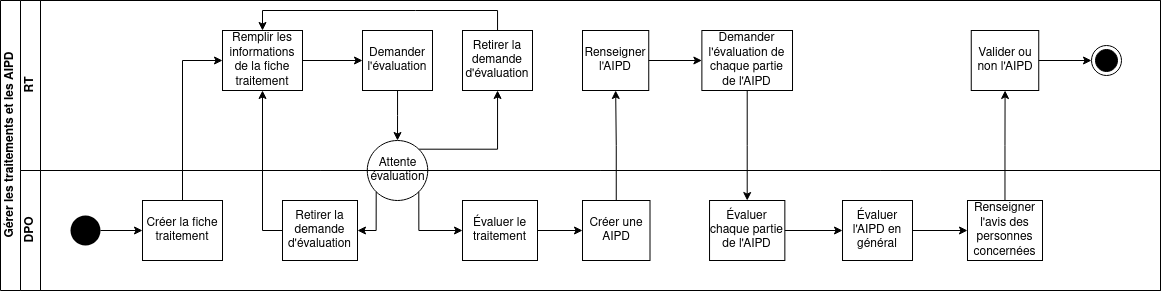 Gérer les traitements et les AIPD
RT
Remplir les
informations
de la fiche
traitement
Demander
l'évaluation
Retirer la
demande
d'évaluation
Renseigner
l'AIPD
Demander
l'évaluation de
chaque partie
de l'AIPD
Valider ou
non l'AIPD
Attente
évaluation
DPO
Créer la fiche
traitement
Retirer la
demande
d'évaluation
Évaluer le
traitement
Créer une
AIPD
Évaluer
chaque partie
de l'AIPD
Évaluer
l'AIPD en
général
Renseigner
l'avis des
personnes
concernées